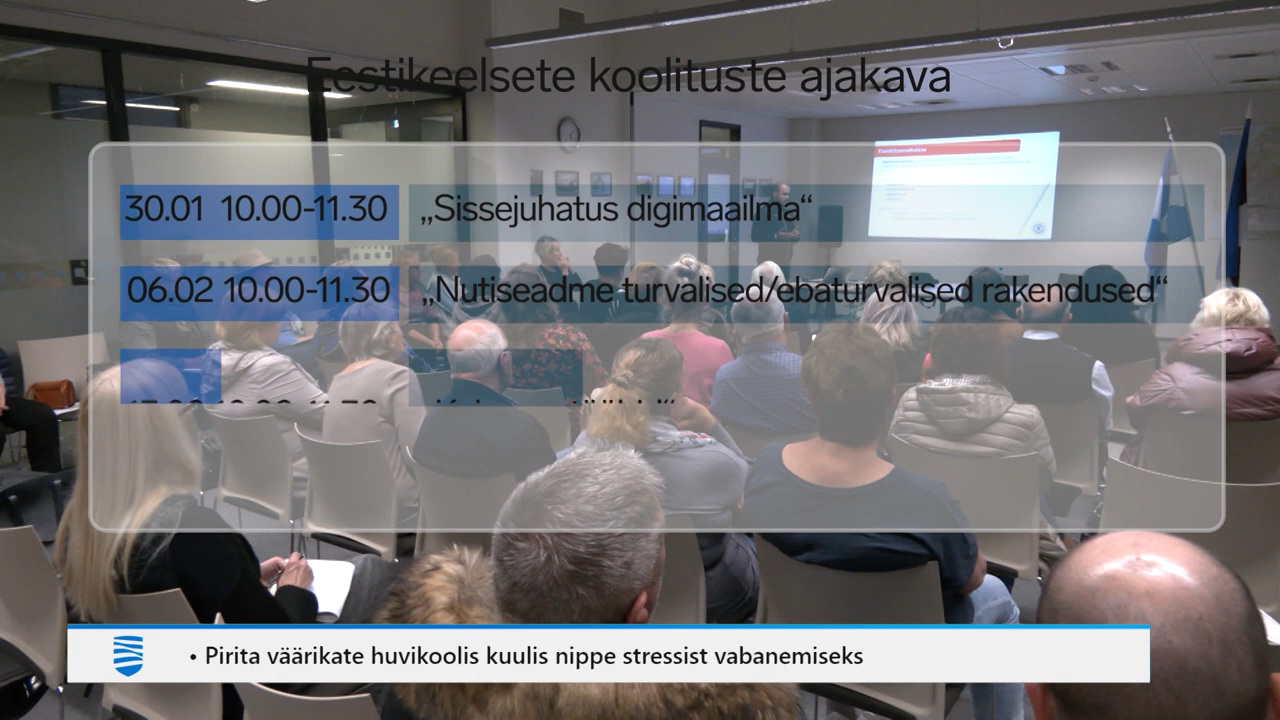 Eestikeelsete koolituste ajakava
30.01 10.00-11.30 „Sissejuhatus digimaailma“
06.02 10.00-11.30 „Nutiseadme turvalised/ebaturvalised rakendused“
• Pirita väärikate huvikoolis kuulis nippe stressist vabanemiseks